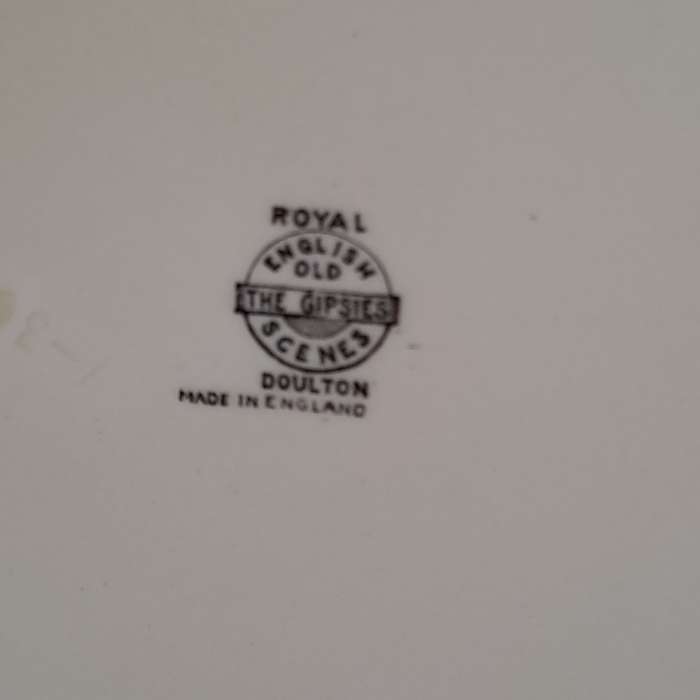 ROYAL
ENGLISH
OLD
THE GIPSIES
SCENES
DOULTON
MADE IN ENGLAND